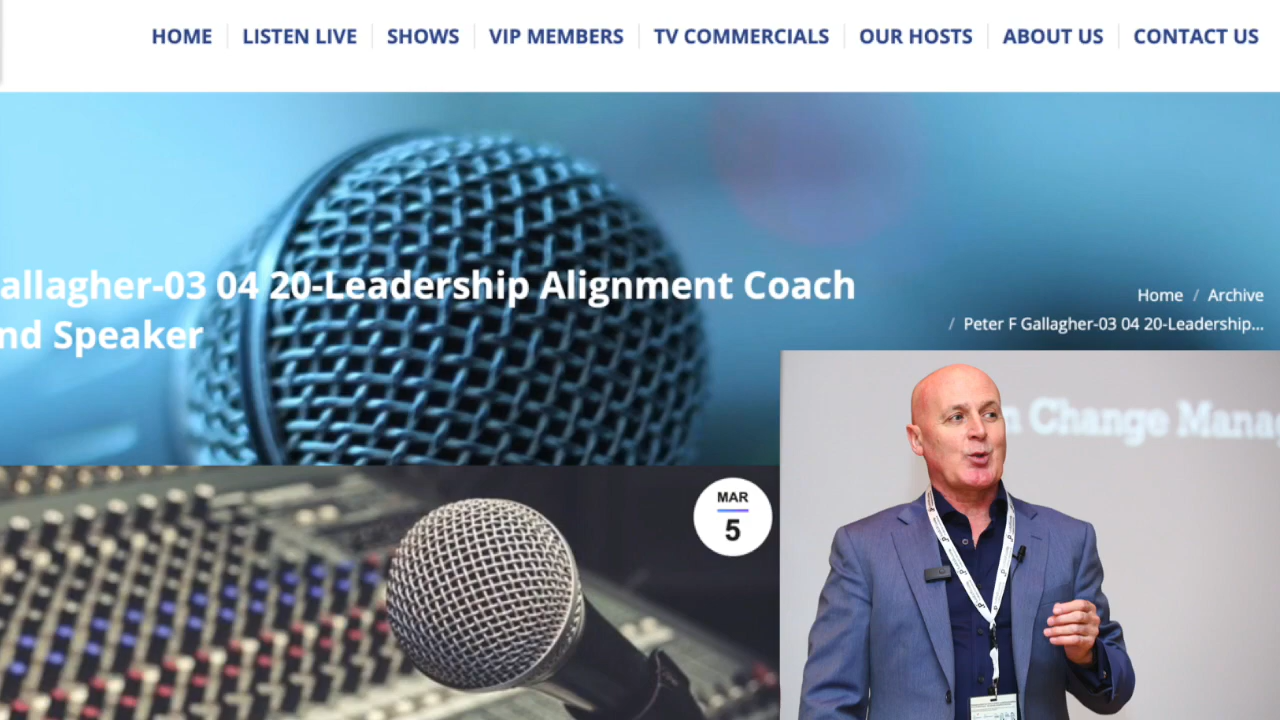 HOME LISTEN LIVE SHOWS VIP MEMBERS TV COMMERCIALS OUR HOSTS ABOUT US CONTACT US
allagher-03 04 20-Leadership Alignment Coach
nd Speaker
Home / Archive
/ Peter F Gallagher-03 04 20-Leadership...
n Change Mana
MAR
5